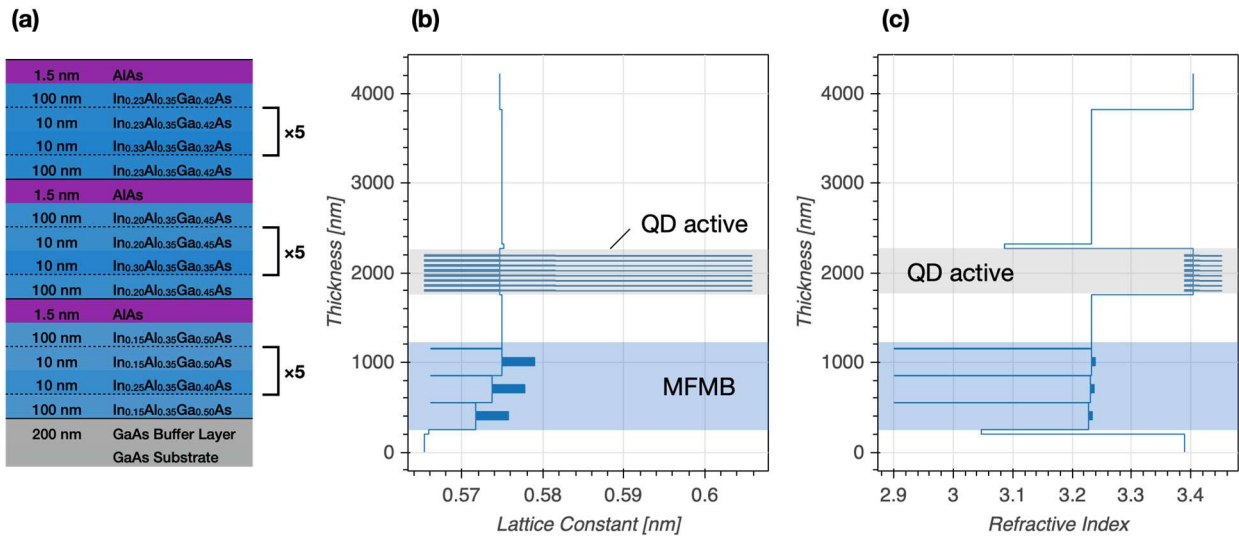 (a)
1.5 nm AlAs
100 nm In₀.₂₃Al₀.₃₅Ga₀.₄₂As
10 nm In₀.₂₃Al₀.₃₅Ga₀.₄₂As
10 nm In₀.₃₃Al₀.₃₅Ga₀.₃₂As
×5
100 nm In₀.₂₃Al₀.₃₅Ga₀.₄₂As
1.5 nm AlAs
100 nm In₀.₂₀Al₀.₃₅Ga₀.₄₅As
10 nm In₀.₂₀Al₀.₃₅Ga₀.₄₅As
10 nm In₀.₃₀Al₀.₃₅Ga₀.₃₅As
×5
100 nm In₀.₂₀Al₀.₃₅Ga₀.₄₅As
1.5 nm AlAs
100 nm In₀.₁₅Al₀.₃₅Ga₀.₅₀As
10 nm In₀.₁₅Al₀.₃₅Ga₀.₅₀As
10 nm In₀.₂₅Al₀.₃₅Ga₀.₄₀As
×5
100 nm In₀.₁₅Al₀.₃₅Ga₀.₅₀As
200 nm GaAs Buffer Layer
GaAs Substrate
(b)
Thickness [nm]
4000
3000
2000
1000
0
QD active
MFMB
0.57 0.58 0.59 0.6
Lattice Constant [nm]
(c)
Thickness [nm]
4000
3000
2000
1000
0
QD active
2.9 3 3.1 3.2 3.3 3.4
Refractive Index